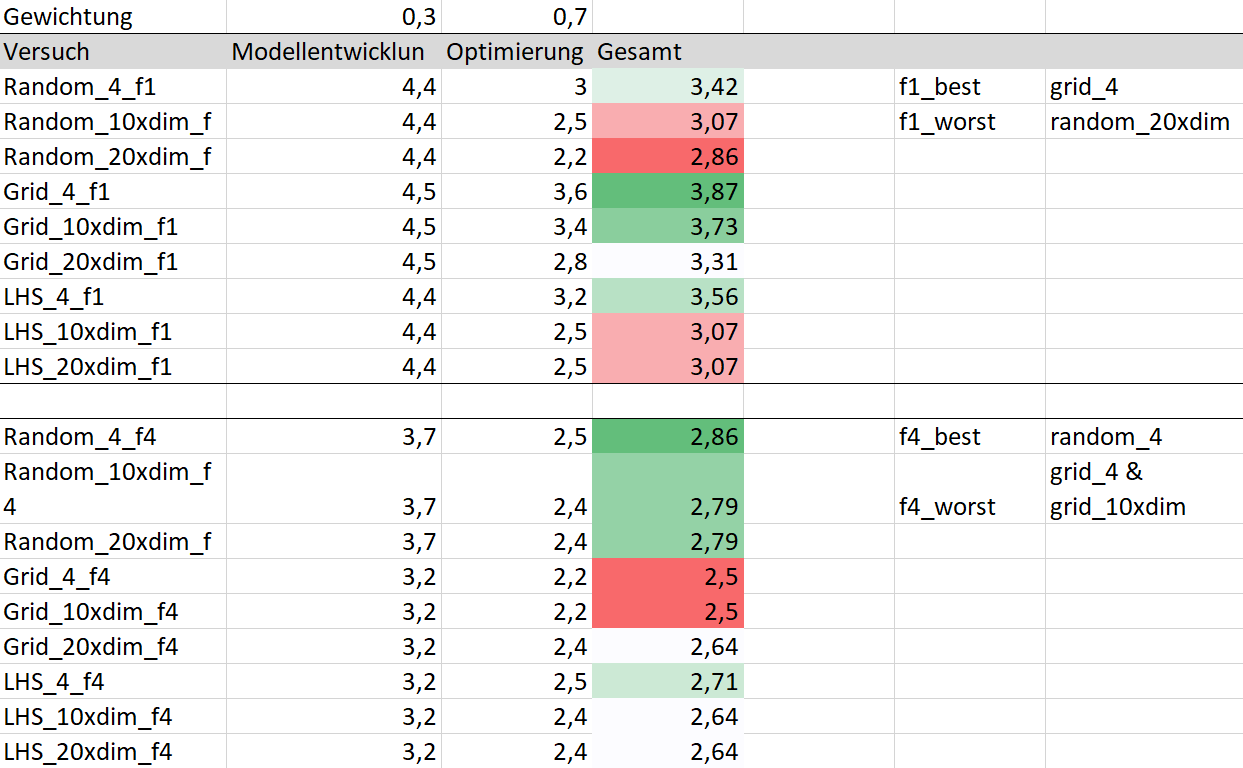 Gewichtung 0,3 0,7
Versuch Modellentwicklun Optimierung Gesamt
Random_4_f1 4,4 3 3,42 f1_best grid_4
Random_10xdim_f 4,4 2,5 3,07 f1_worst random_20xdim
Random_20xdim_f 4,4 2,2 2,86
Grid_4_f1 4,5 3,6 3,87
Grid_10xdim_f1 4,5 3,4 3,73
Grid_20xdim_f1 4,5 2,8 3,31
LHS_4_f1 4,4 3,2 3,56
LHS_10xdim_f1 4,4 2,5 3,07
LHS_20xdim_f1 4,4 2,5 3,07
Random_4_f4 3,7 2,5 2,86 f4_best random_4
Random_10xdim_f grid_4 &
4 3,7 2,4 2,79 f4_worst grid_10xdim
Random_20xdim_f 3,7 2,4 2,79
Grid_4_f4 3,2 2,2 2,5
Grid_10xdim_f4 3,2 2,2 2,5
Grid_20xdim_f4 3,2 2,4 2,64
LHS_4_f4 3,2 2,5 2,71
LHS_10xdim_f4 3,2 2,4 2,64
LHS_20xdim_f4 3,2 2,4 2,64